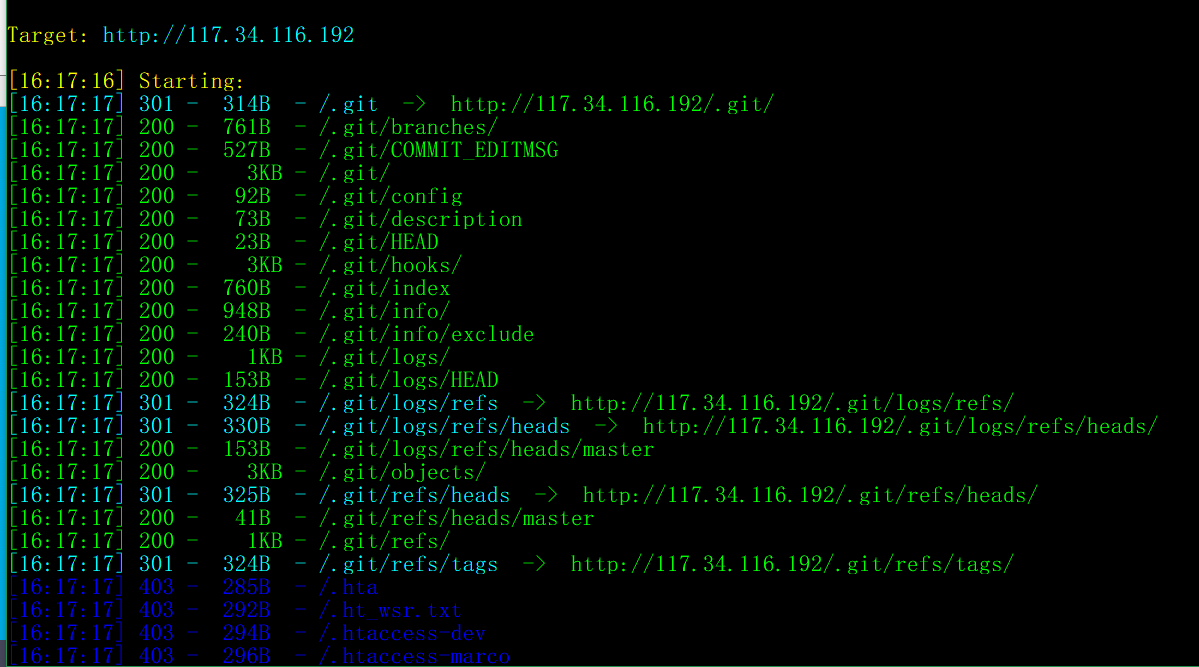 Target: http://117.34.116.192
[16:17:16] Starting:
[16:17:17] 301 -  314B  - /.git  ->  http://117.34.116.192/.git/
[16:17:17] 200 -  761B  - /.git/branches/
[16:17:17] 200 -  527B  - /.git/COMMIT_EDITMSG
[16:17:17] 200 -    3KB - /.git/
[16:17:17] 200 -   92B  - /.git/config
[16:17:17] 200 -   73B  - /.git/description
[16:17:17] 200 -   23B  - /.git/HEAD
[16:17:17] 200 -    3KB - /.git/hooks/
[16:17:17] 200 -  760B  - /.git/index
[16:17:17] 200 -  948B  - /.git/info/
[16:17:17] 200 -  240B  - /.git/info/exclude
[16:17:17] 200 -    1KB - /.git/logs/
[16:17:17] 200 -  153B  - /.git/logs/HEAD
[16:17:17] 301 -  324B  - /.git/logs/refs  ->  http://117.34.116.192/.git/logs/refs/
[16:17:17] 301 -  330B  - /.git/logs/refs/heads  ->  http://117.34.116.192/.git/logs/refs/heads/
[16:17:17] 200 -  153B  - /.git/logs/refs/heads/master
[16:17:17] 200 -    3KB - /.git/objects/
[16:17:17] 301 -  325B  - /.git/refs/heads  ->  http://117.34.116.192/.git/refs/heads/
[16:17:17] 200 -   41B  - /.git/refs/heads/master
[16:17:17] 200 -    1KB - /.git/refs/
[16:17:17] 301 -  324B  - /.git/refs/tags  ->  http://117.34.116.192/.git/refs/tags/
[16:17:17] 403 -  285B  - /.hta
[16:17:17] 403 -  292B  - /.ht_wsr.txt
[16:17:17] 403 -  294B  - /.htaccess-dev
[16:17:17] 403 -  296B  - /.htaccess-marco